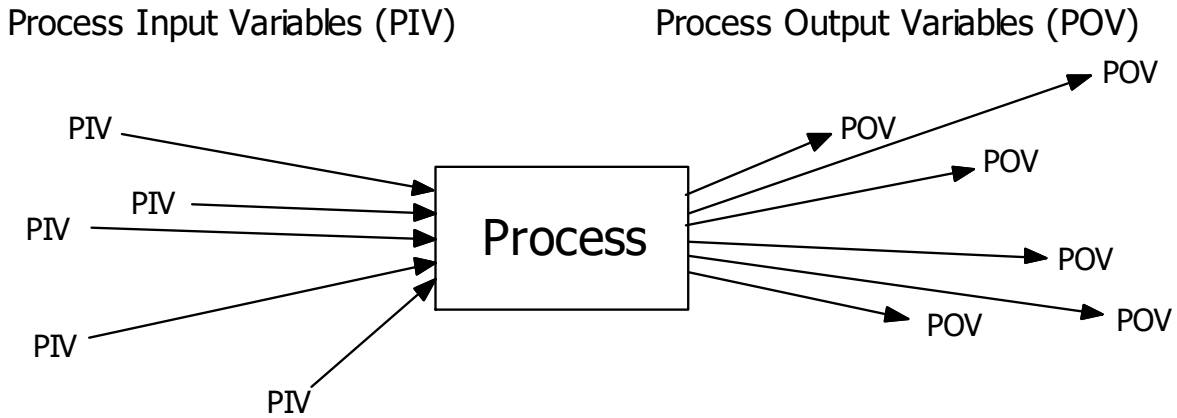 Process Input Variables (PIV)
Process Output Variables (POV)
POV
PIV
POV
POV
PIV
PIV
Process
POV
POV
POV
PIV
PIV